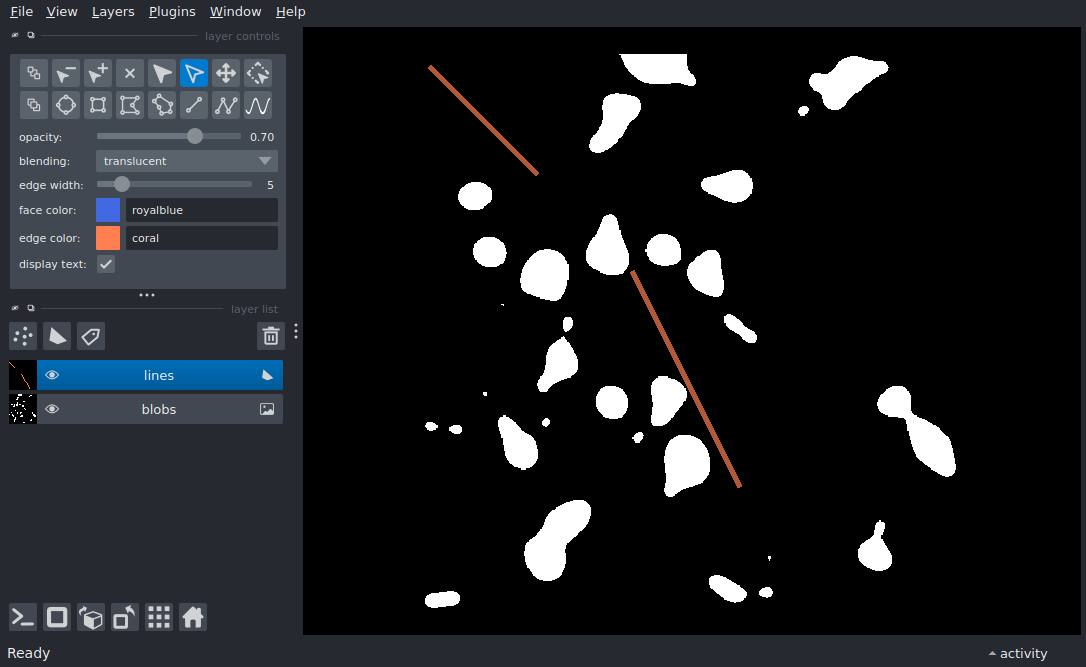 File View Layers Plugins Window Help
layer controls
opacity: 0.70
blending: translucent
edge width: 5
face color: royalblue
edge color: coral
display text:
layer list
lines
blobs
Ready
activity